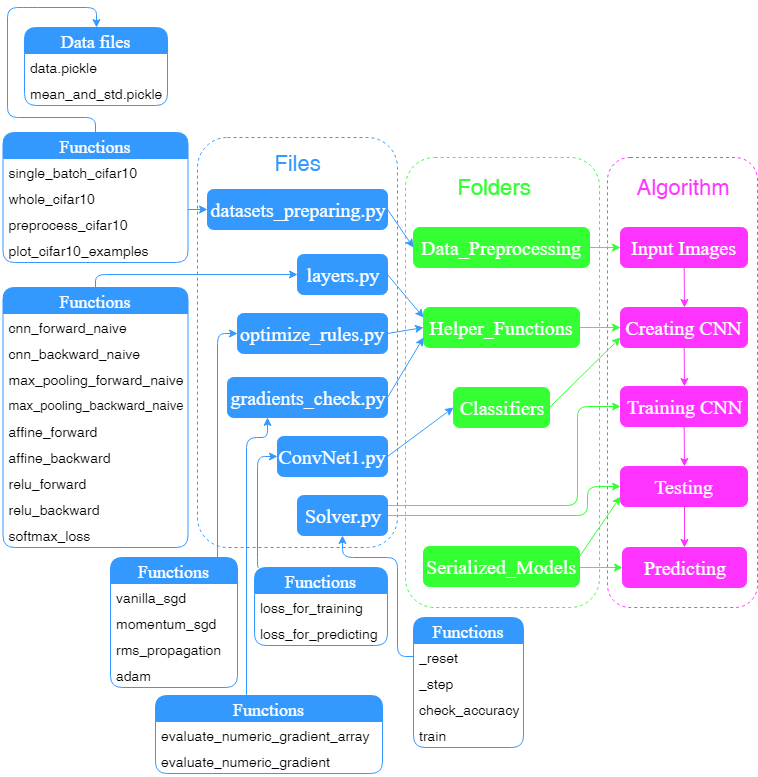 Data files
data.pickle
mean_and_std.pickle
Functions
single_batch_cifar10
whole_cifar10
preprocess_cifar10
plot_cifar10_examples
Functions
cnn_forward_naive
cnn_backward_naive
max_pooling_forward_naive
max_pooling_backward_naive
affine_forward
affine_backward
relu_forward
relu_backward
softmax_loss
Functions
vanilla_sgd
momentum_sgd
rms_propagation
adam
Functions
evaluate_numeric_gradient_array
evaluate_numeric_gradient
Functions
loss_for_training
loss_for_predicting
Functions
_reset
_step
check_accuracy
train
Files
datasets_preparing.py
layers.py
optimize_rules.py
gradients_check.py
ConvNet1.py
Solver.py
Folders
Data_Preprocessing
Helper_Functions
Classifiers
Serialized_Models
Algorithm
Input Images
Creating CNN
Training CNN
Testing
Predicting